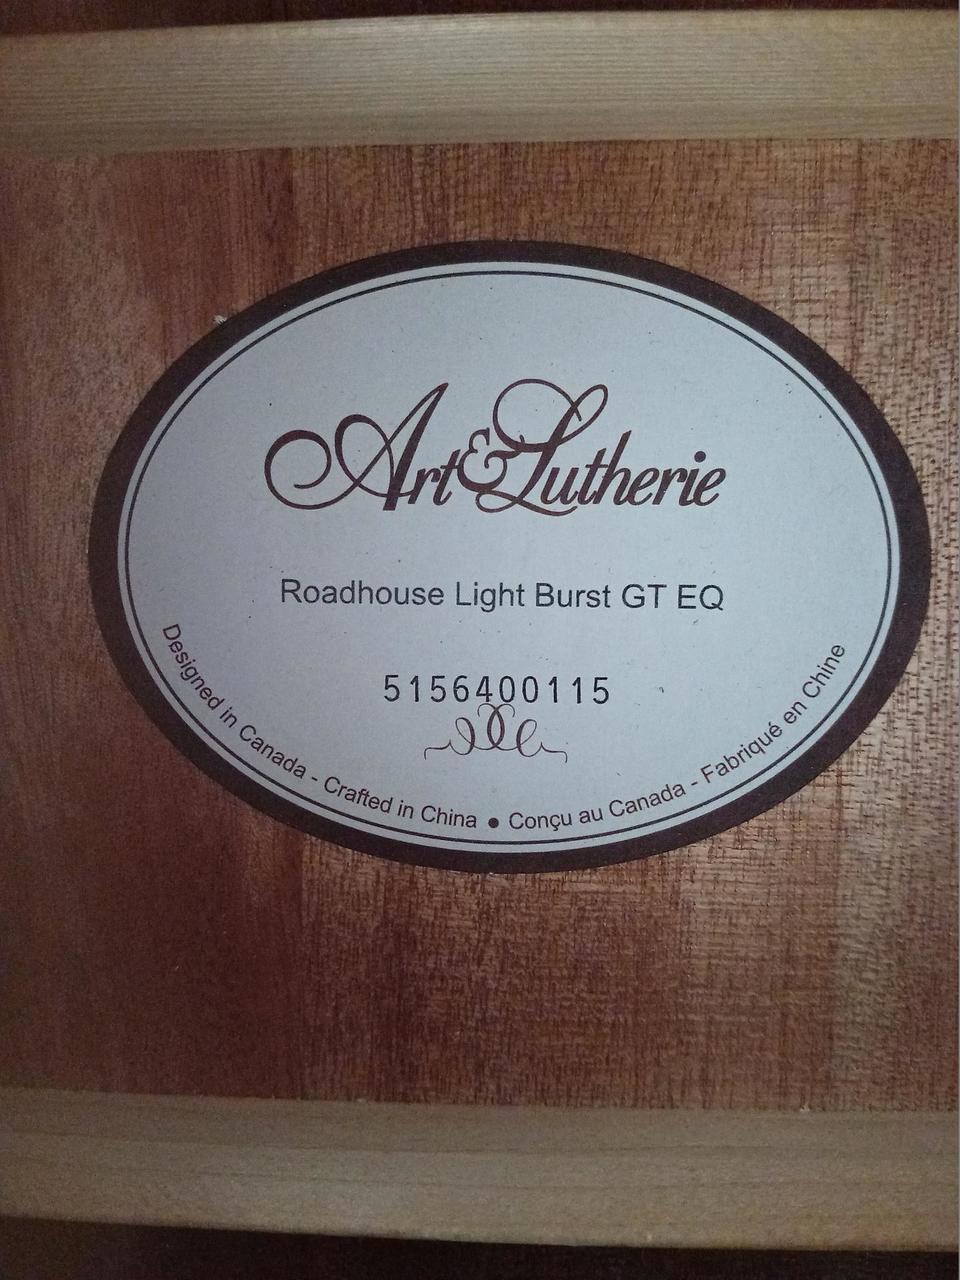 Art & Lutherie
Roadhouse Light Burst GT EQ
5156400115
Designed in Canada - Crafted in China ● Conçu au Canada - Fabriqué en Chine